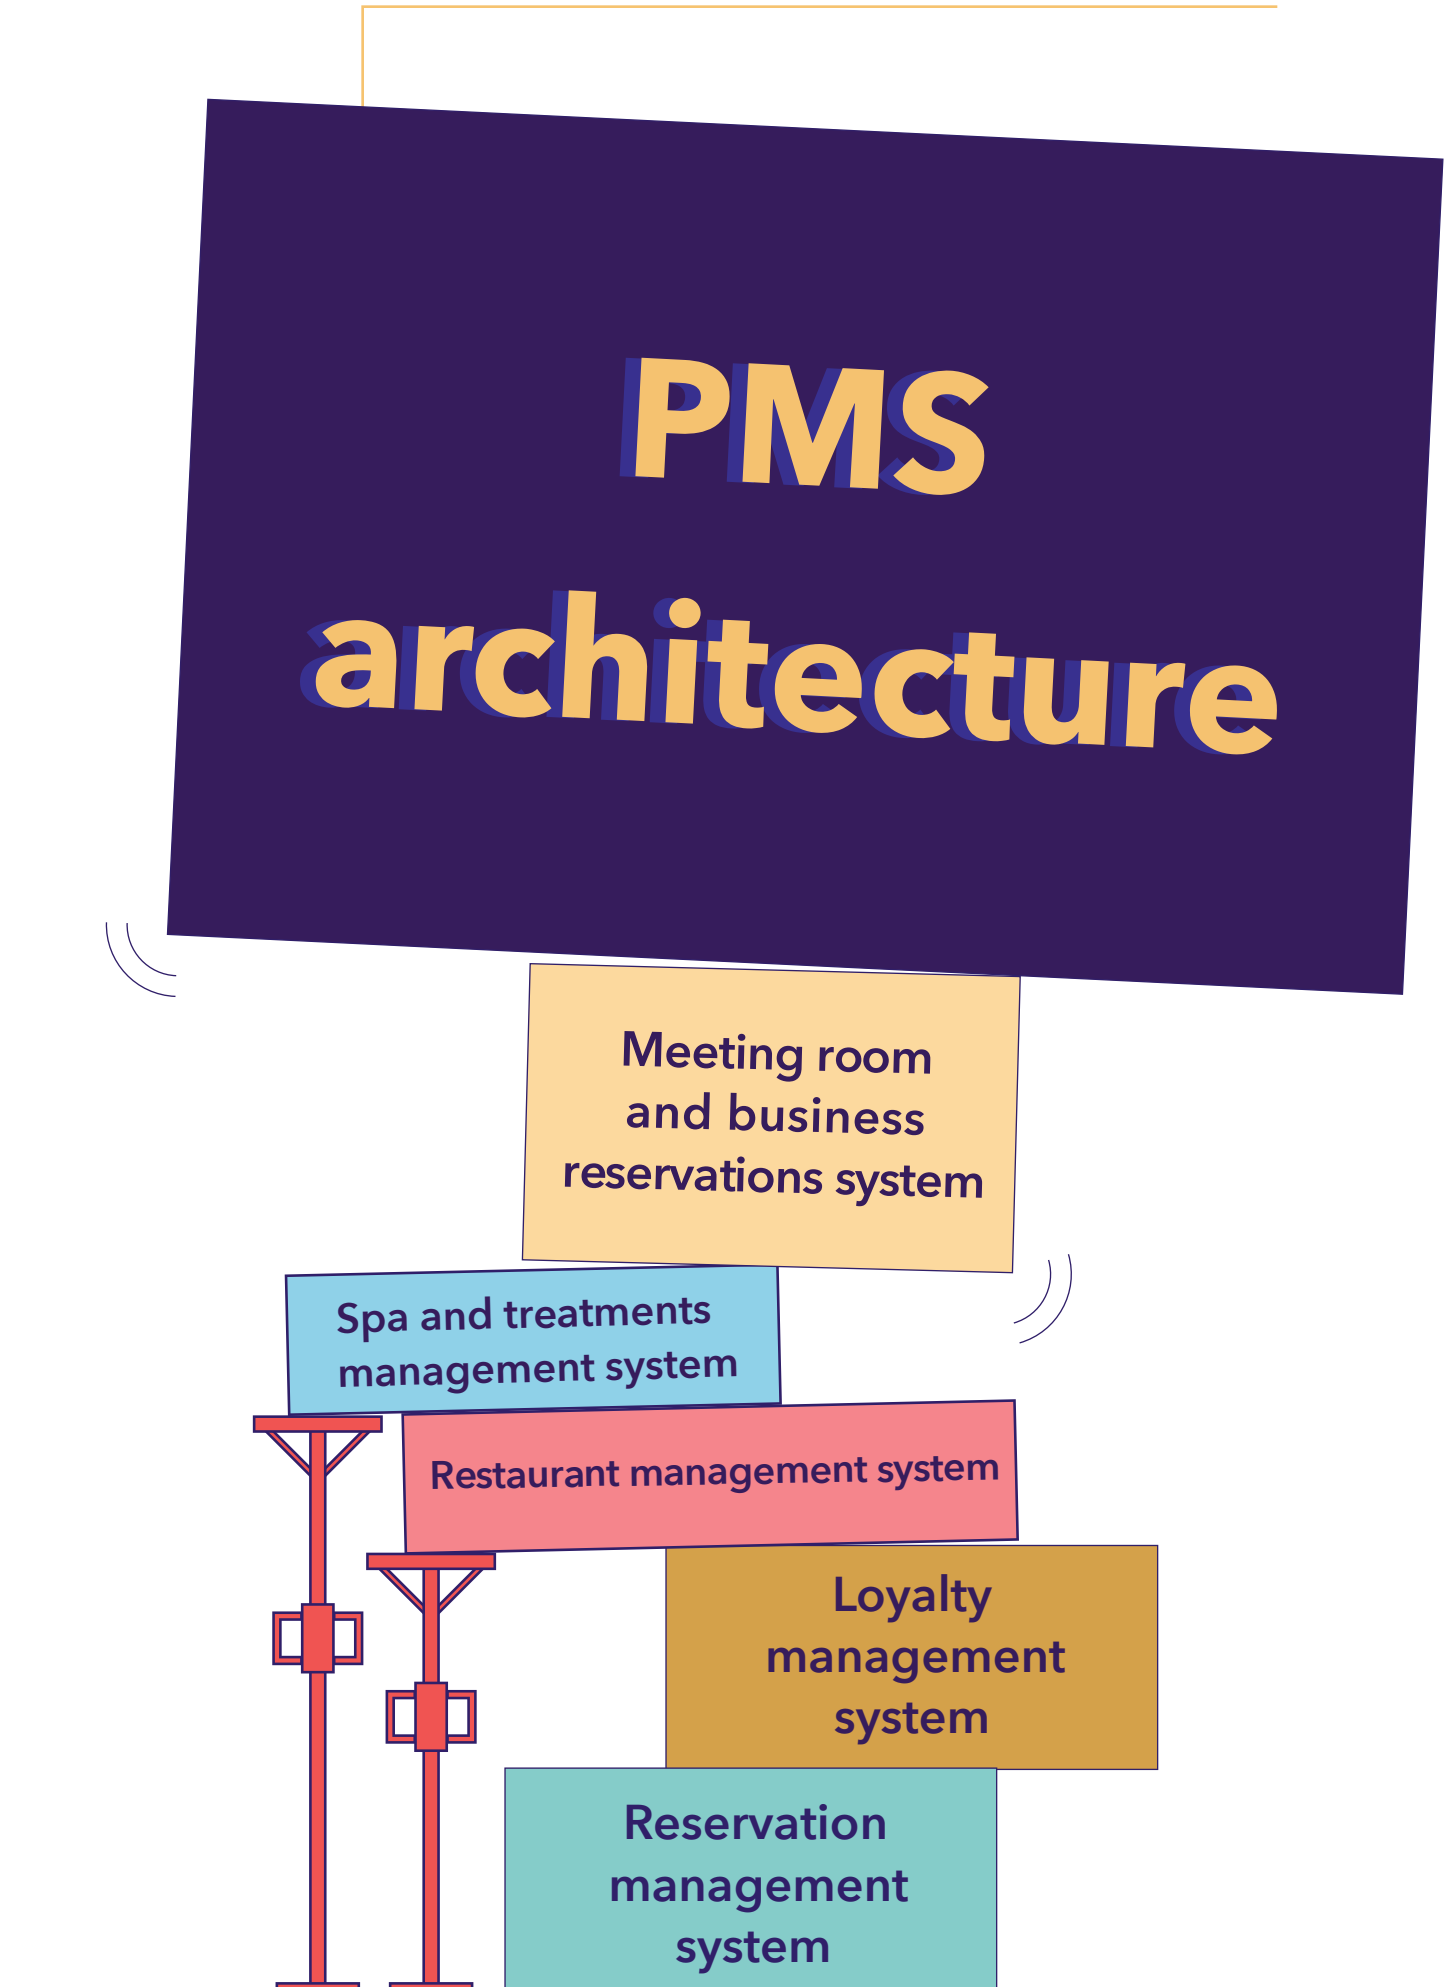 PMS
architecture
Meeting room
and business
reservations system
Spa and treatments
management system
Restaurant management system
Loyalty
management
system
Reservation
management
system